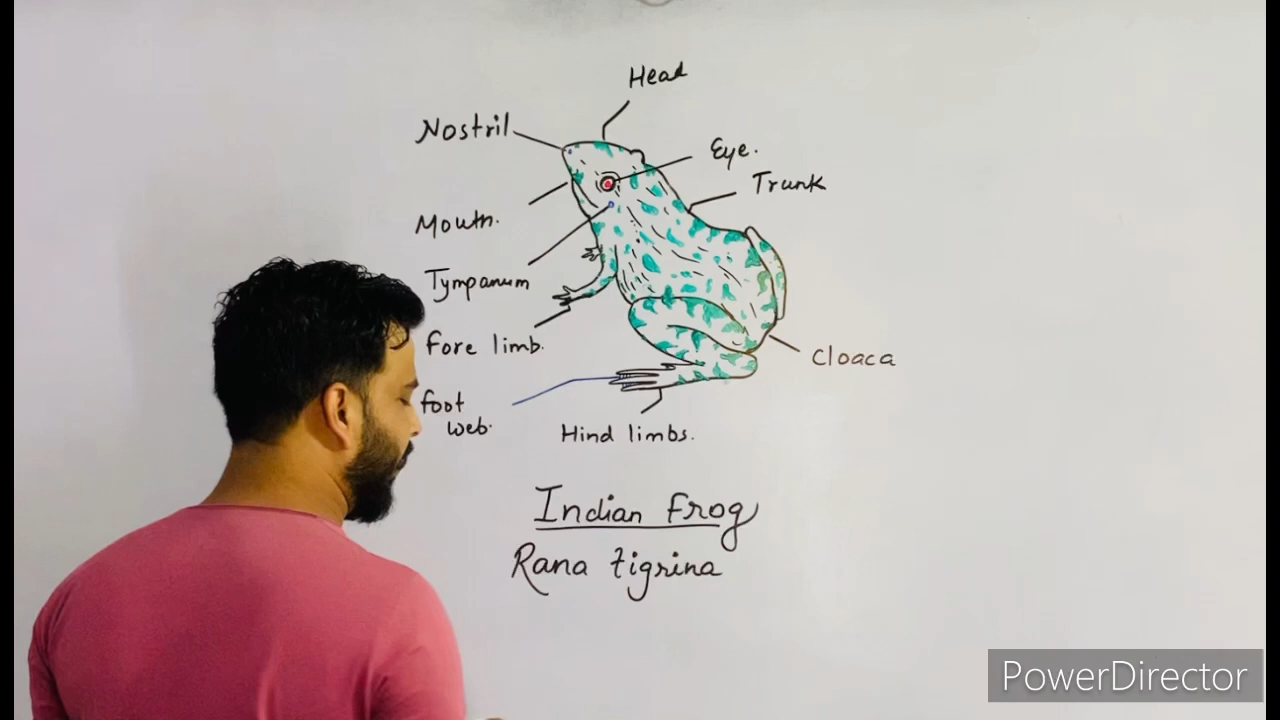 Head
Nostril
Eye.
Trunk
Mouth.
Tympanum
Fore limb.
Cloaca
foot
web.
Hind limbs.
Indian Frog
Rana tigrina
PowerDirector